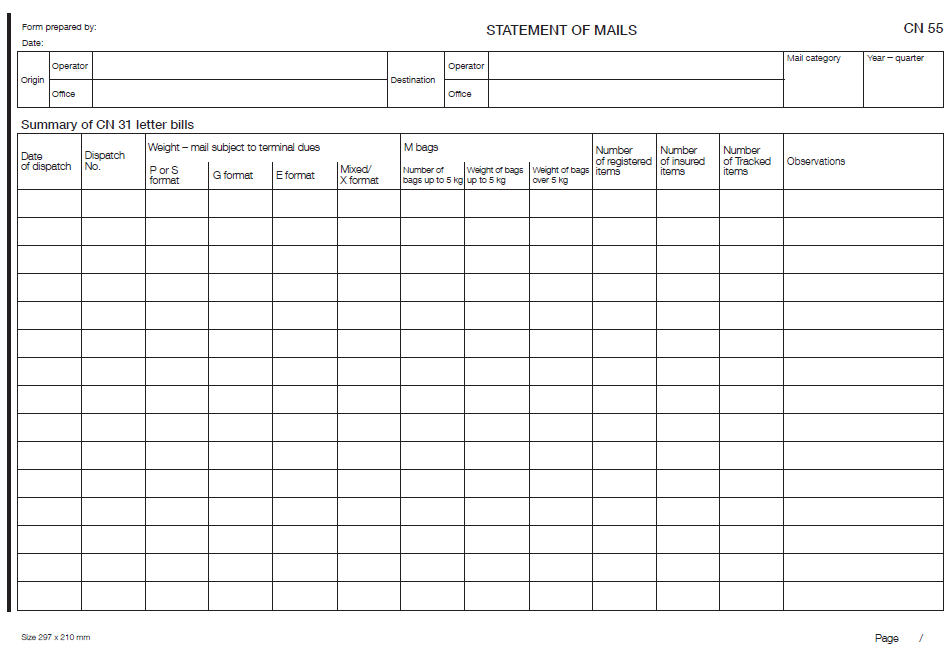 Form prepared by:
STATEMENT OF MAILS
CN 55
Date:
Origin
Operator
Office
Destination
Operator
Office
Mail category
Year – quarter
Summary of CN 31 letter bills
Date
of dispatch
Dispatch
No.
Weight – mail subject to terminal dues
P or S
format
G format
E format
Mixed/
X format
M bags
Number of
bags up to 5 kg
Weight of bags
up to 5 kg
Weight of bags
over 5 kg
Number
of registered
items
Number
of insured
items
Number
of Tracked
items
Observations
Size 297 x 210 mm
Page /